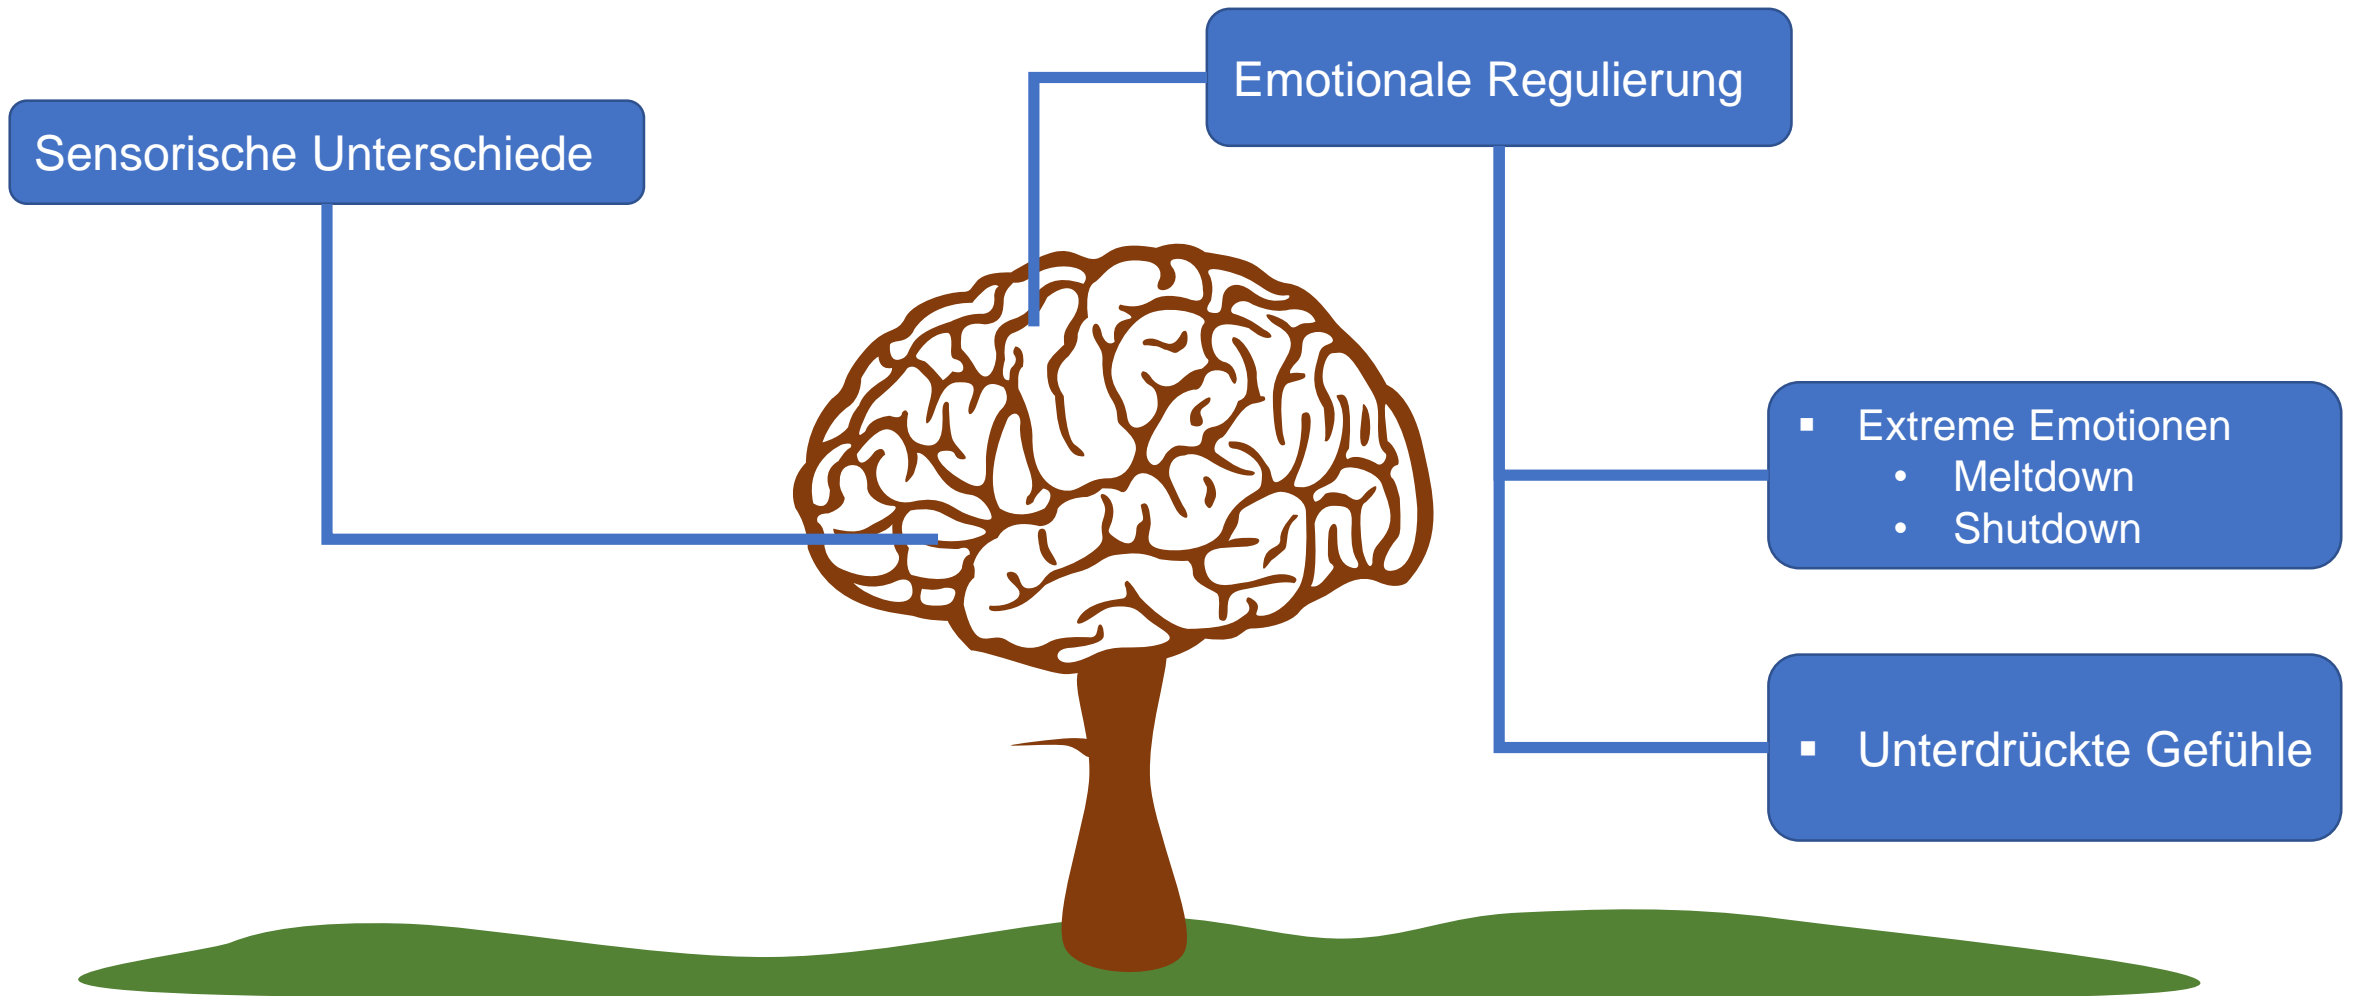 Sensorische Unterschiede
Emotionale Regulierung
▪ Extreme Emotionen
• Meltdown
• Shutdown
▪ Unterdrückte Gefühle